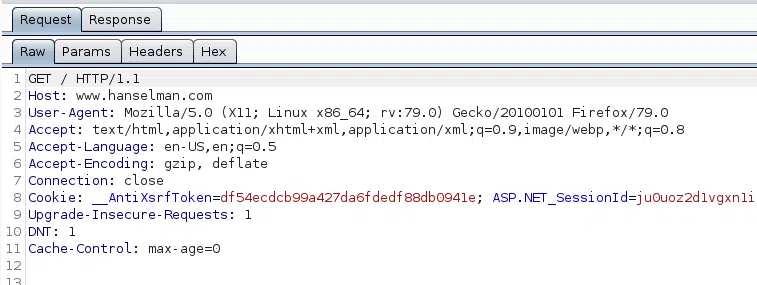 Request Response
Raw Params Headers Hex
1 GET / HTTP/1.1
2 Host: www.hanselman.com
3 User-Agent: Mozilla/5.0 (X11; Linux x86_64; rv:79.0) Gecko/20100101 Firefox/79.0
4 Accept: text/html,application/xhtml+xml,application/xml;q=0.9,image/webp,*/*;q=0.8
5 Accept-Language: en-US,en;q=0.5
6 Accept-Encoding: gzip, deflate
7 Connection: close
8 Cookie: __AntiXsrfToken=df54ecdcb99a427da6fdedf88db0941e; ASP.NET_SessionId=ju0uoz2d1vgxn1i
9 Upgrade-Insecure-Requests: 1
10 DNT: 1
11 Cache-Control: max-age=0
12
13